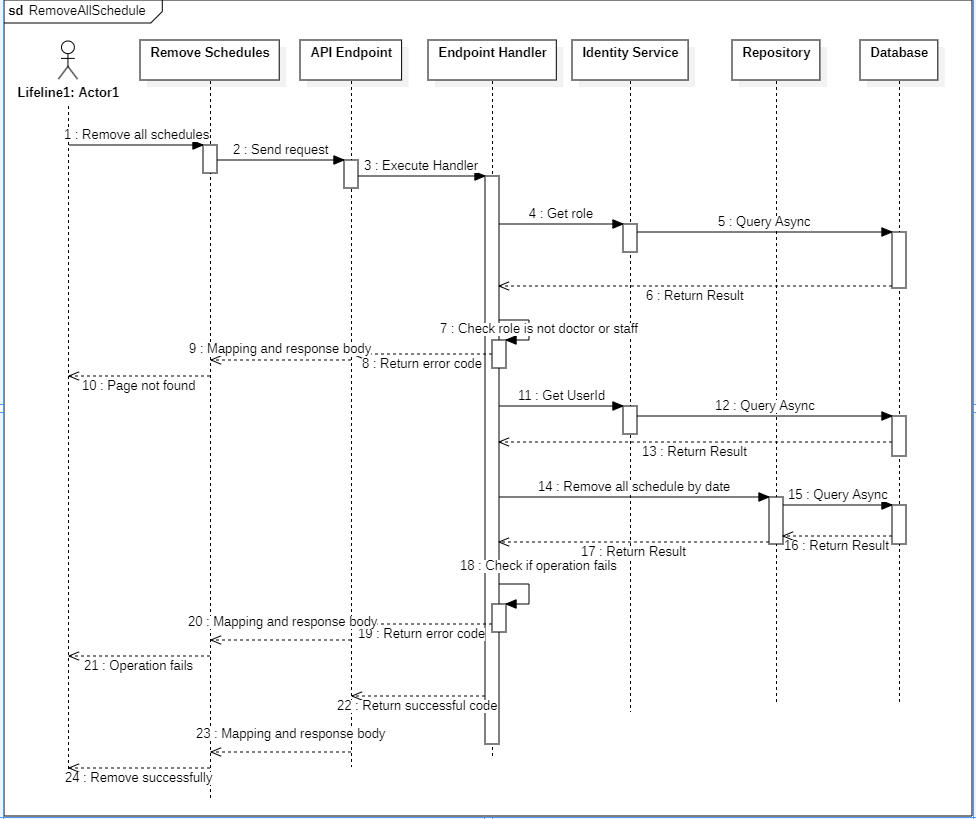 sd RemoveAllSchedule
Lifeline1: Actor1
Remove Schedules
API Endpoint
Endpoint Handler
Identity Service
Repository
Database
1 : Remove all schedules
2 : Send request
3 : Execute Handler
4 : Get role
5 : Query Async
6 : Return Result
7 : Check role is not doctor or staff
8 : Return error code
9 : Mapping and response body
10 : Page not found
11 : Get UserId
12 : Query Async
13 : Return Result
14 : Remove all schedule by date
15 : Query Async
16 : Return Result
17 : Return Result
18 : Check if operation fails
19 : Return error code
20 : Mapping and response body
21 : Operation fails
22 : Return successful code
23 : Mapping and response body
24 : Remove successfully